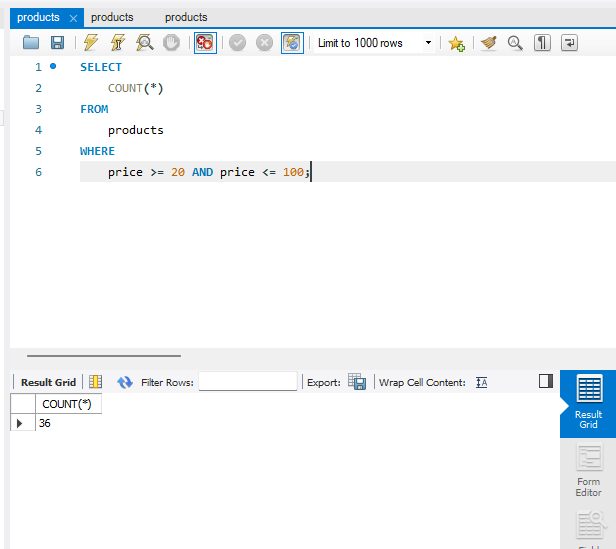 products × products products
Limit to 1000 rows
1 SELECT
2 COUNT(*)
3 FROM
4 products
5 WHERE
6 price >= 20 AND price <= 100;
Result Grid Filter Rows: Export: Wrap Cell Content:
COUNT(*)
36
Result
Grid
Form
Editor